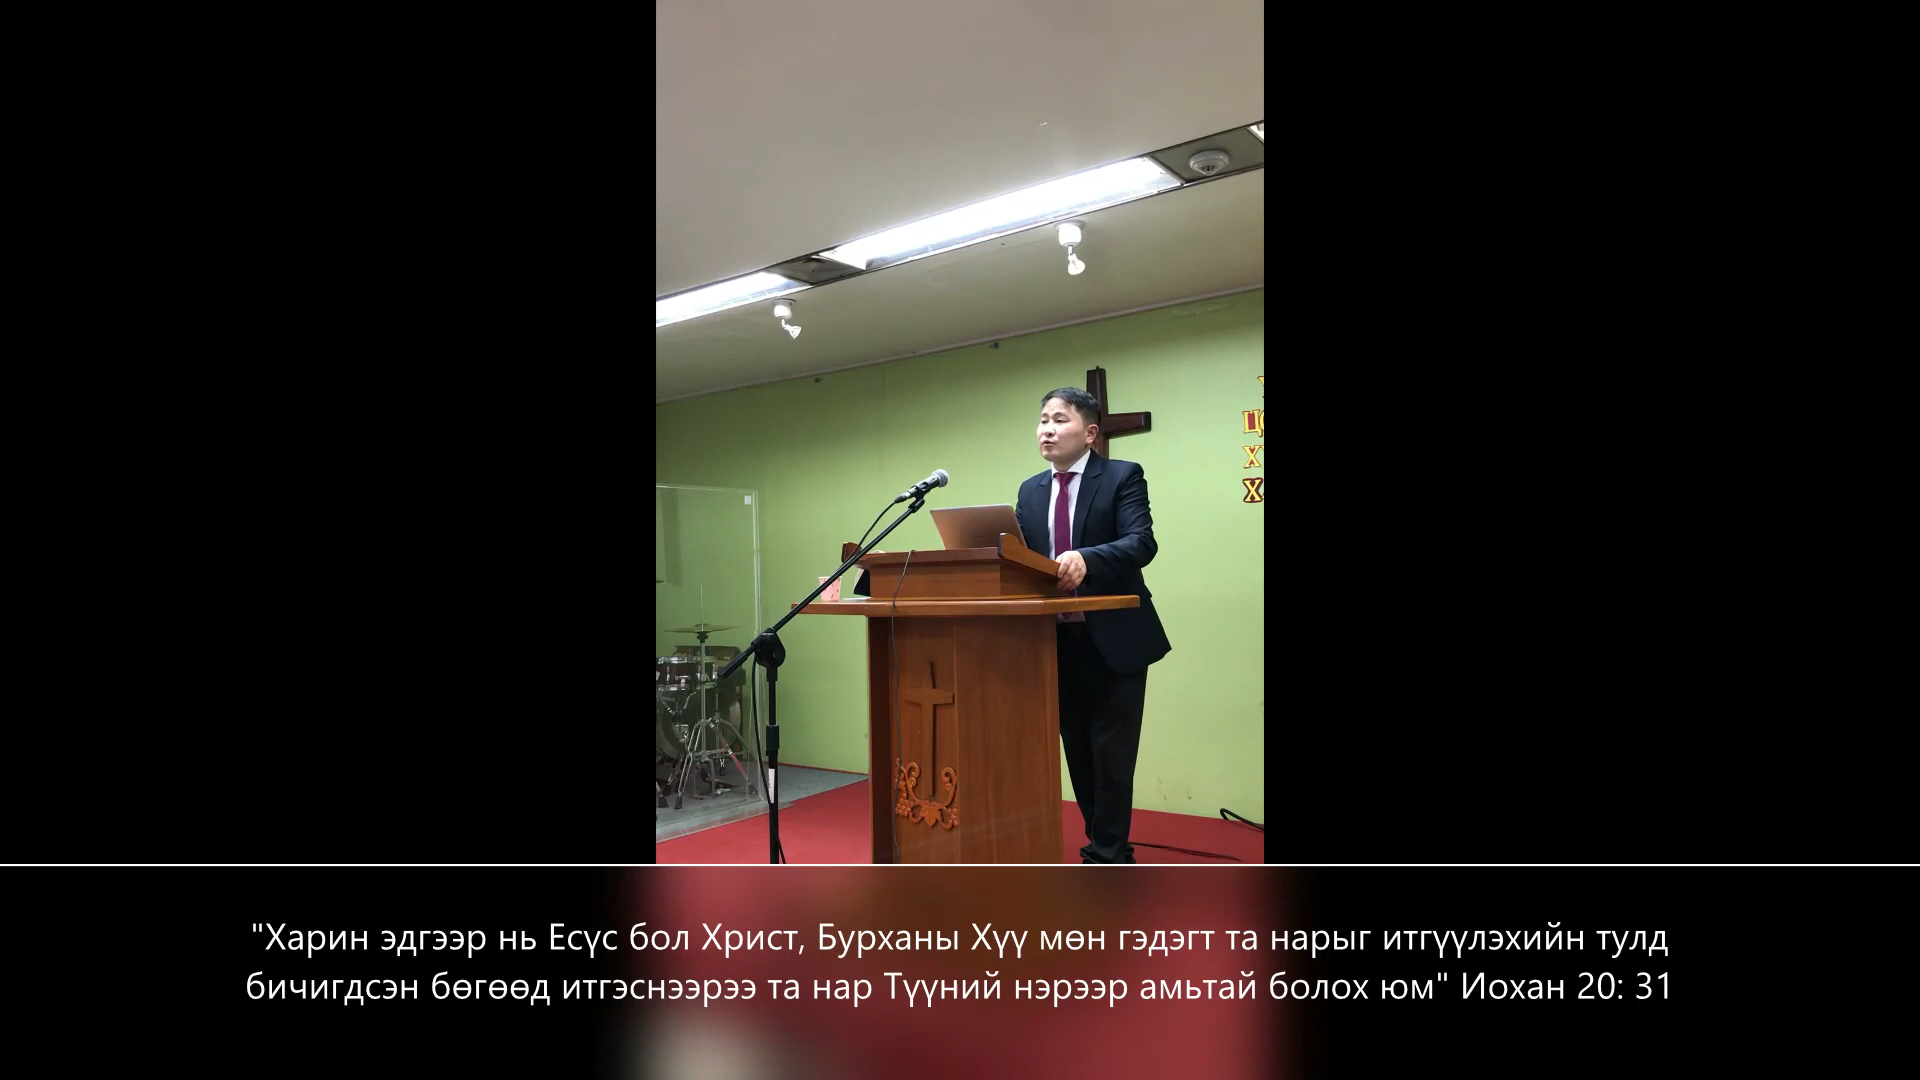 "Харин эдгээр нь Есүс бол Христ, Бурханы Хүү мөн гэдэгт та нарыг итгүүлэхийн тулд
бичигдсэн бөгөөд итгэснээрээ та нар Түүний нэрээр амьтай болох юм" Иохан 20: 31